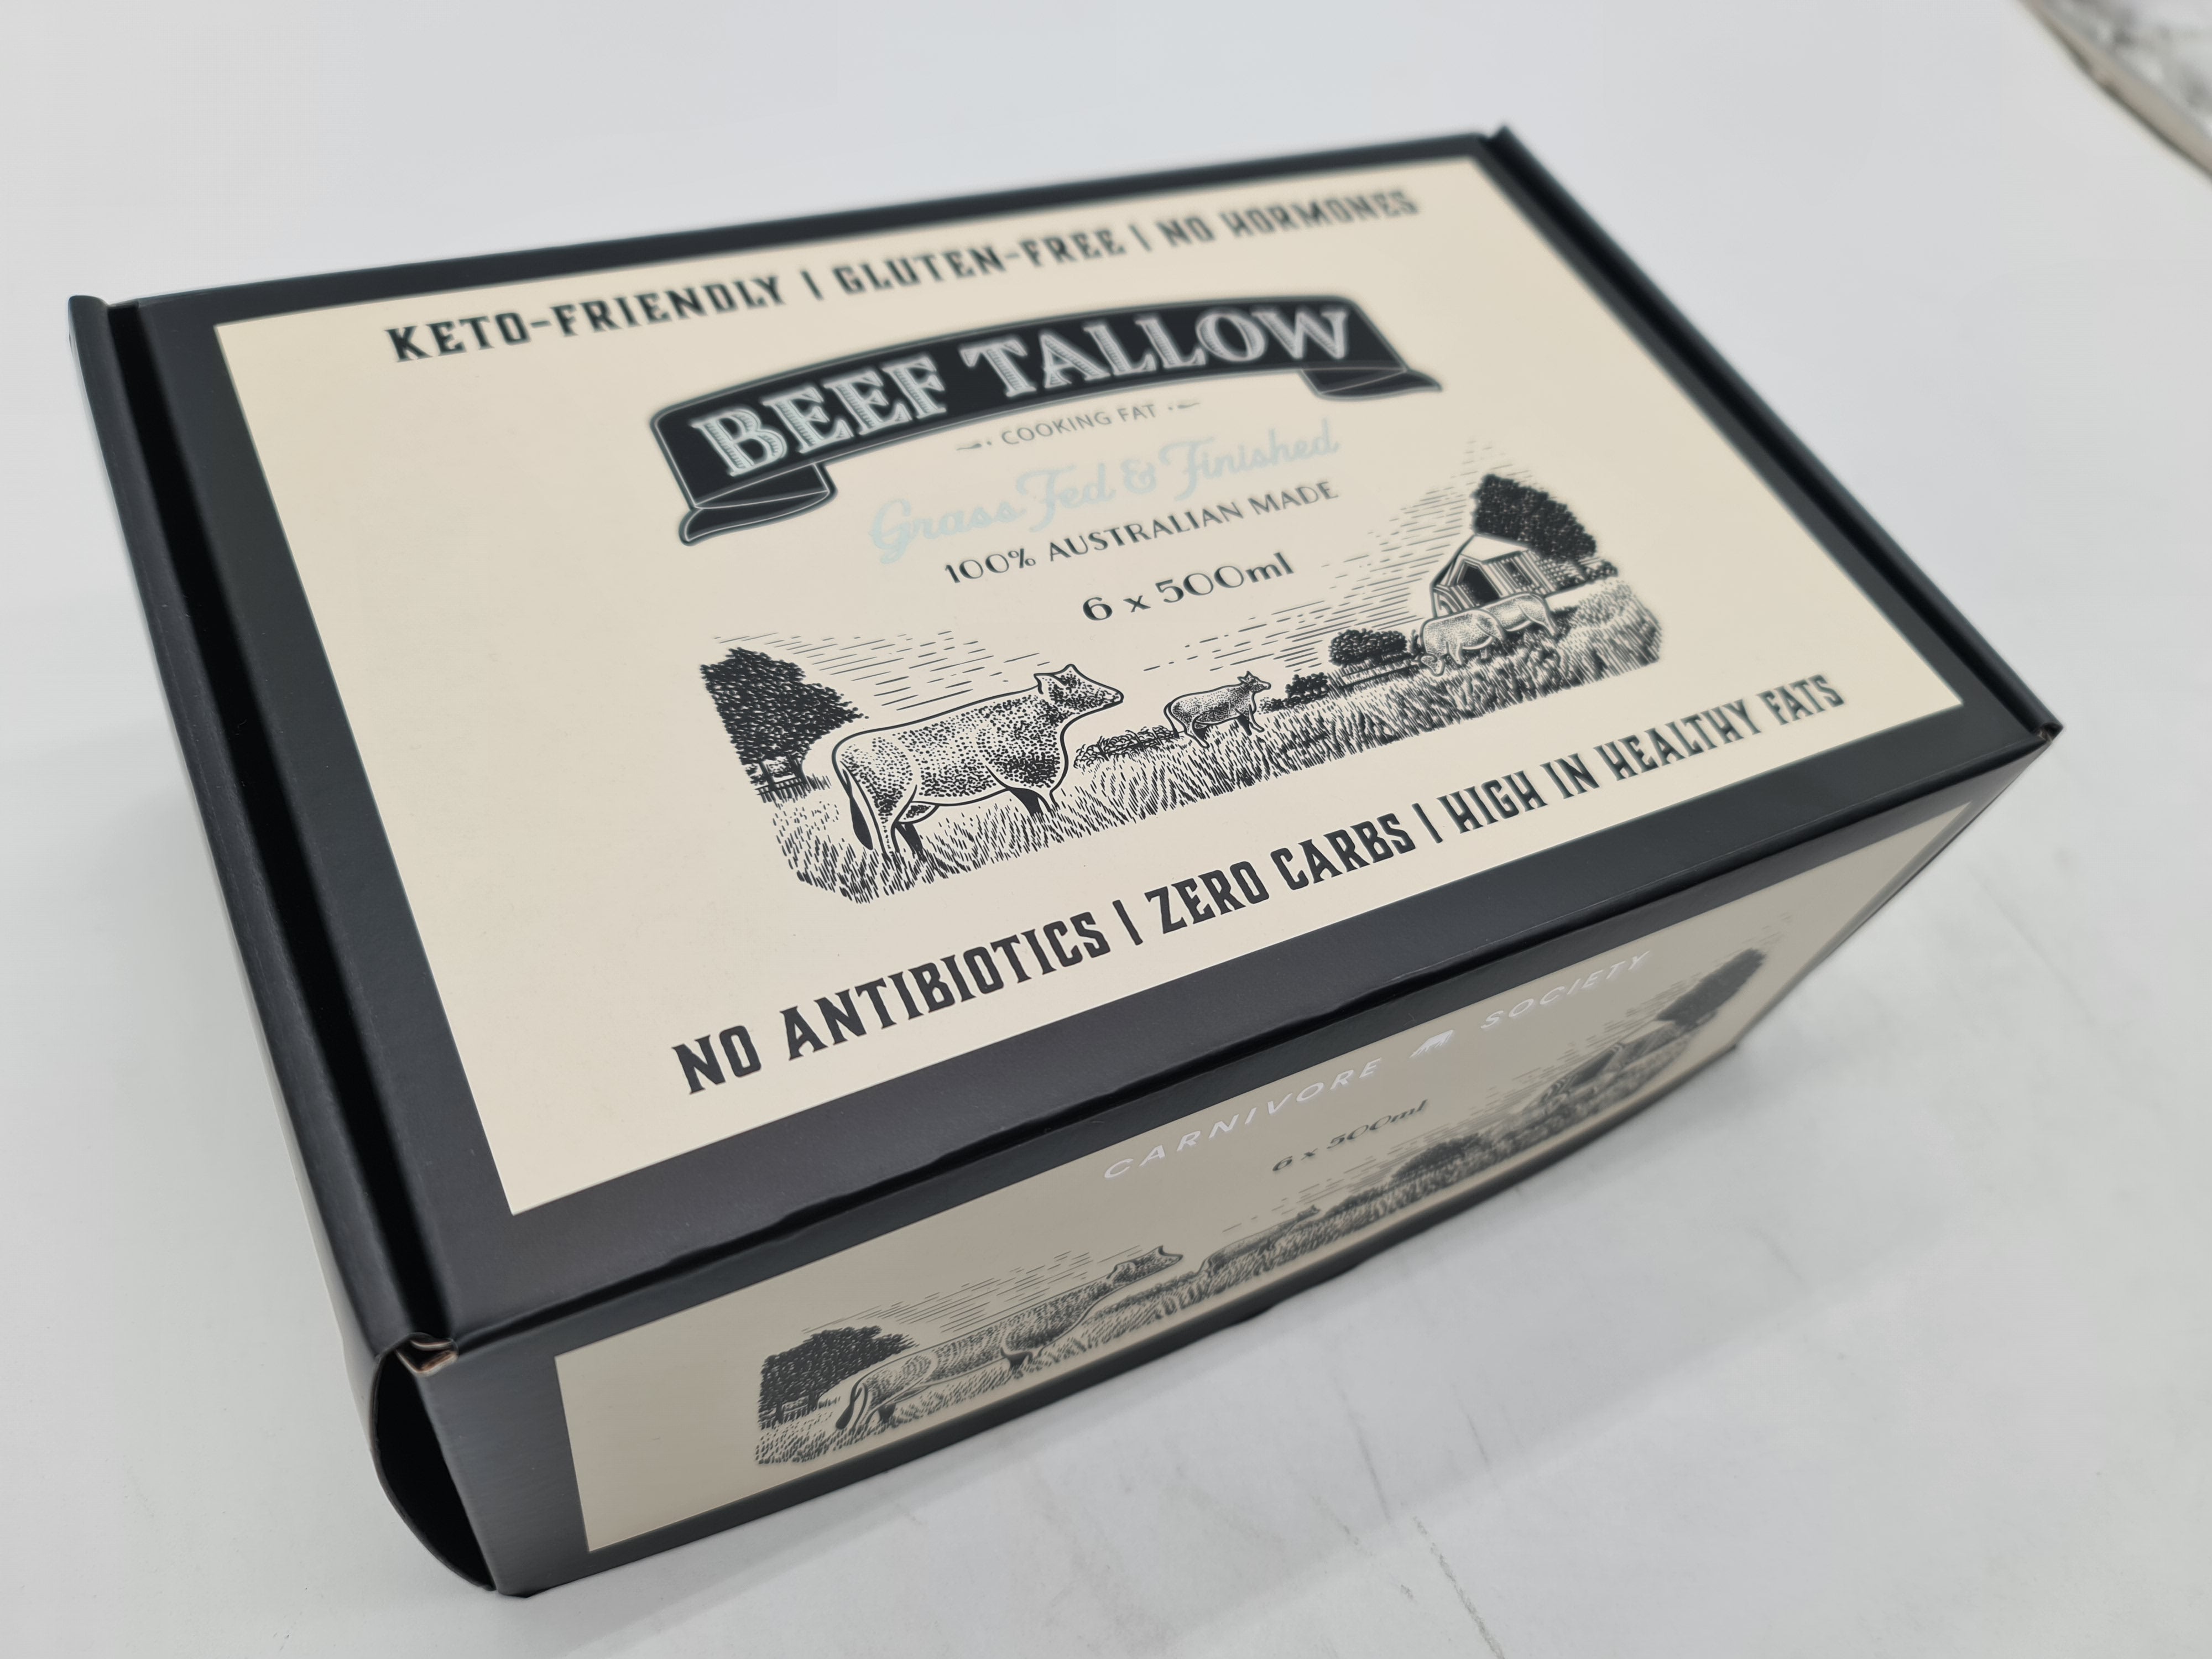 KETO-FRIENDLY | GLUTEN-FREE | NO HORMONES
BEEF TALLOW
COOKING FAT
Grass Fed & Finished
100% AUSTRALIAN MADE
6 x 500ml
NO ANTIBIOTICS | ZERO CARBS | HIGH IN HEALTHY FATS
CARNIVORE SOCIETY
6 x 500ml